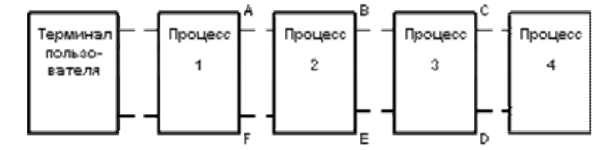 A
B
C
Терминал
пользо-
вателя
Процесс
1
Процесс
2
Процесс
3
Процесс
4
F
E
D